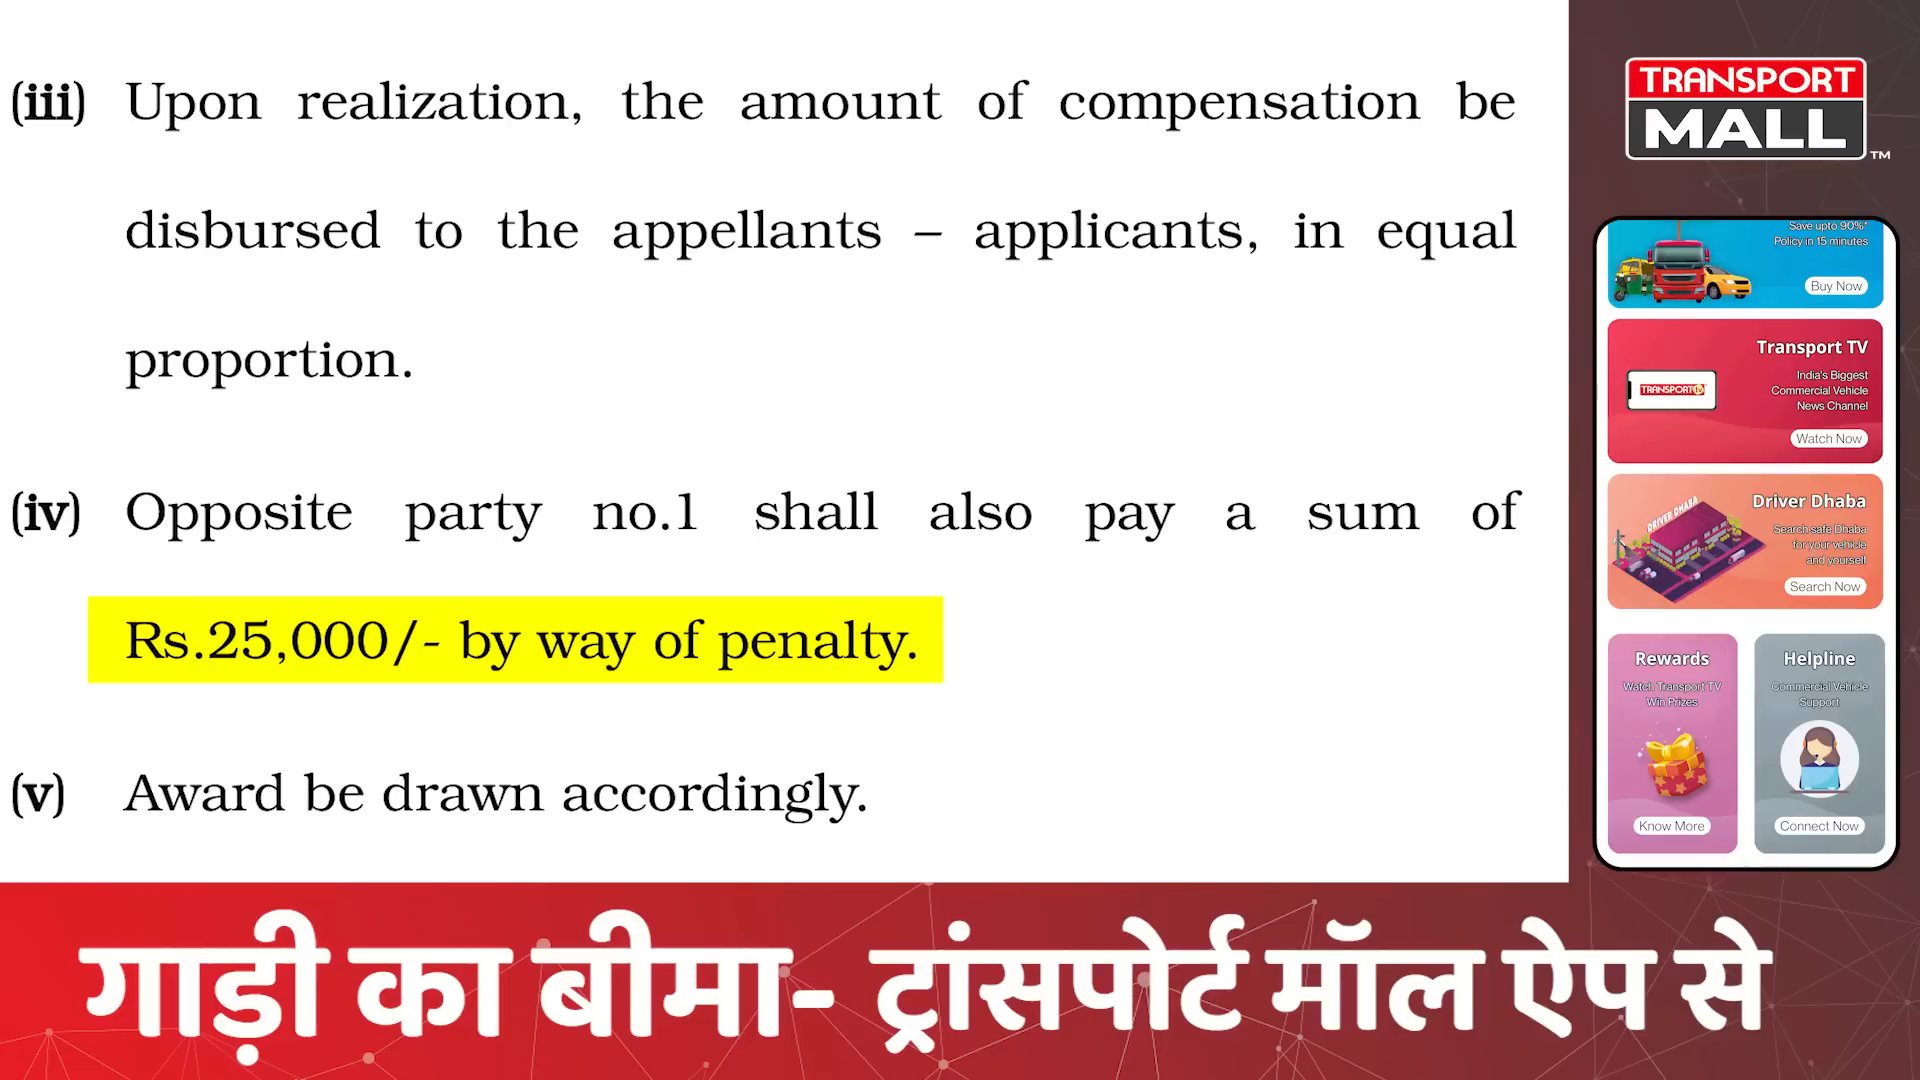 (iii) Upon realization, the amount of compensation be
disbursed to the appellants – applicants, in equal
proportion.
(iv) Opposite party no.1 shall also pay a sum of
Rs.25,000/- by way of penalty.
(v) Award be drawn accordingly.
TRANSPORT
MALL
TM
Save upto 90%*
Policy in 15 minutes
Buy Now
Transport TV
India's Biggest
Commercial Vehicle
News Channel
Watch Now
TRANSPORT
Driver Dhaba
Search safe Dhaba
for your vehicle
and yourself
Search Now
DRIVER DHABA
Rewards
Watch Transport TV
Win Prizes
Know More
Helpline
Commercial Vehicle
Support
Connect Now
गाड़ी का बीमा- ट्रांसपोर्ट मॉल ऐप से